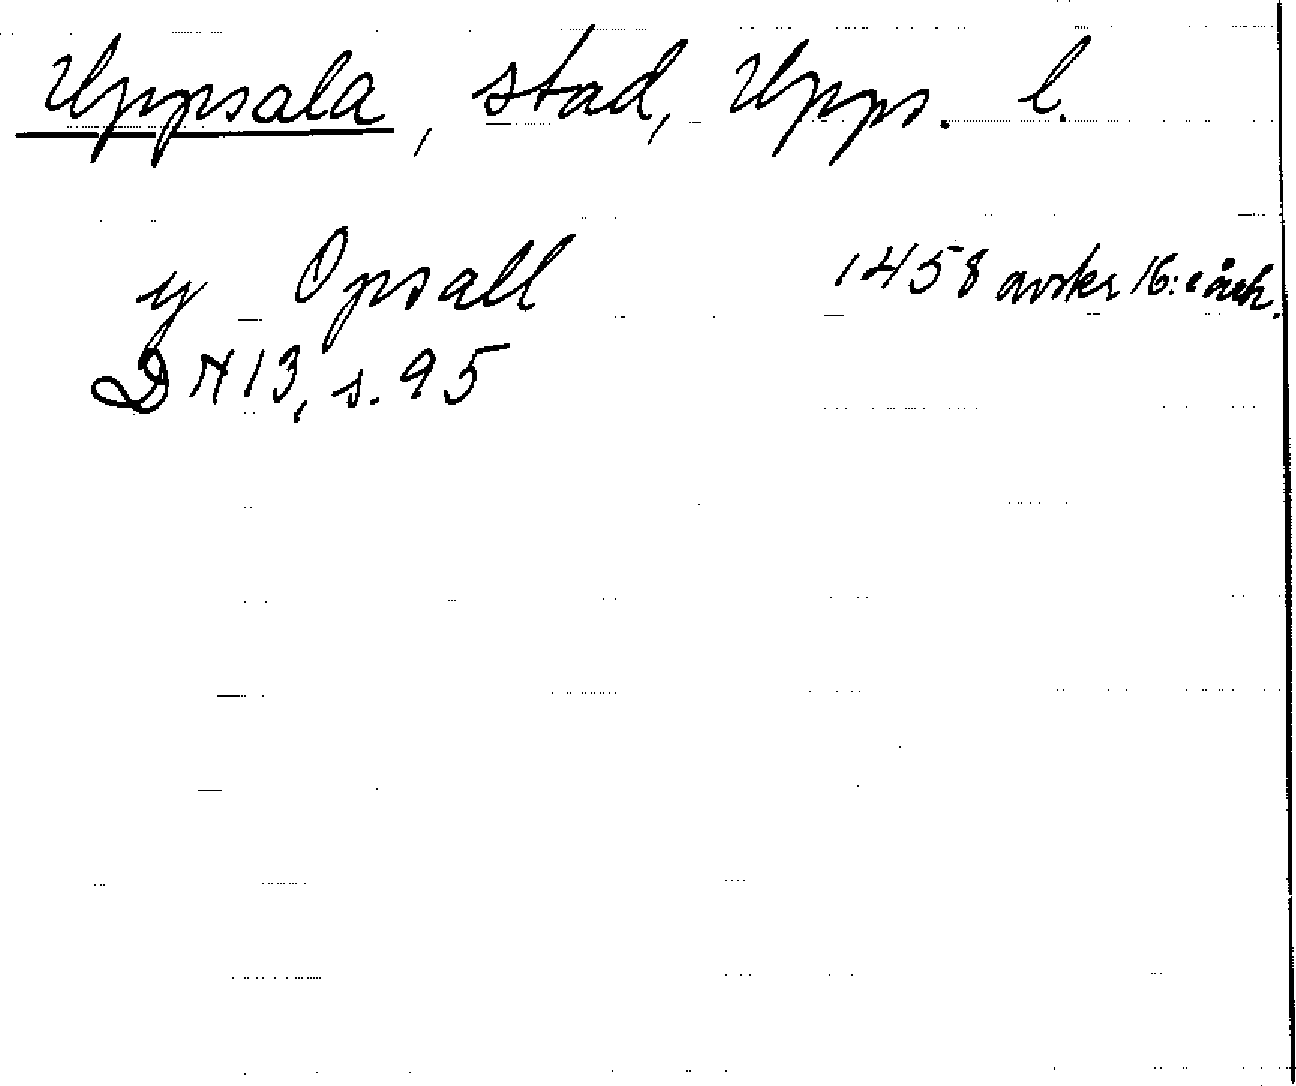 Uppsala, stad, Upps. l.
y Opsall 1458 avskr 16:e årh.
DN 13, s. 95